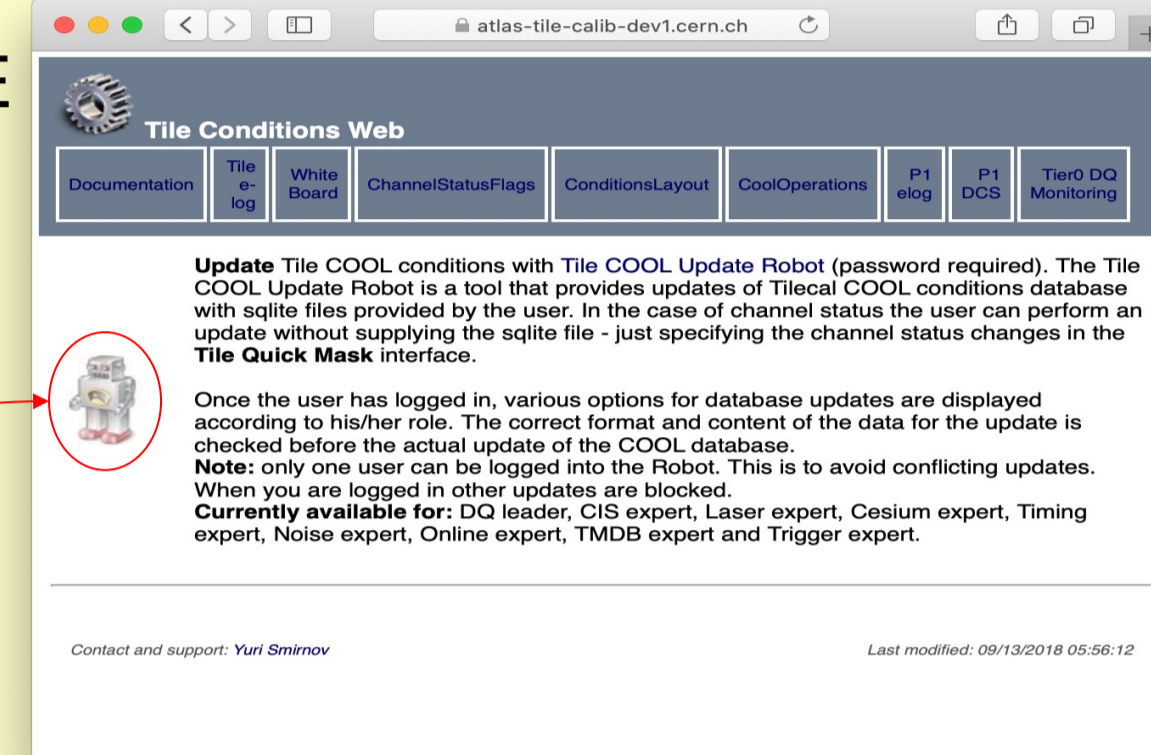 E
atlas-tile-calib-dev1.cern.ch
Tile Conditions Web
Documentation
Tile
e-
log
White
Board
ChannelStatusFlags
ConditionsLayout
CoolOperations
P1
elog
P1
DCS
Tier0 DQ
Monitoring
Update Tile COOL conditions with Tile COOL Update Robot (password required). The Tile
COOL Update Robot is a tool that provides updates of Tilecal COOL conditions database
with sqlite files provided by the user. In the case of channel status the user can perform an
update without supplying the sqlite file - just specifying the channel status changes in the
Tile Quick Mask interface.
Once the user has logged in, various options for database updates are displayed
according to his/her role. The correct format and content of the data for the update is
checked before the actual update of the COOL database.
Note: only one user can be logged into the Robot. This is to avoid conflicting updates.
When you are logged in other updates are blocked.
Currently available for: DQ leader, CIS expert, Laser expert, Cesium expert, Timing
expert, Noise expert, Online expert, TMDB expert and Trigger expert.
Contact and support: Yuri Smirnov
Last modified: 09/13/2018 05:56:12